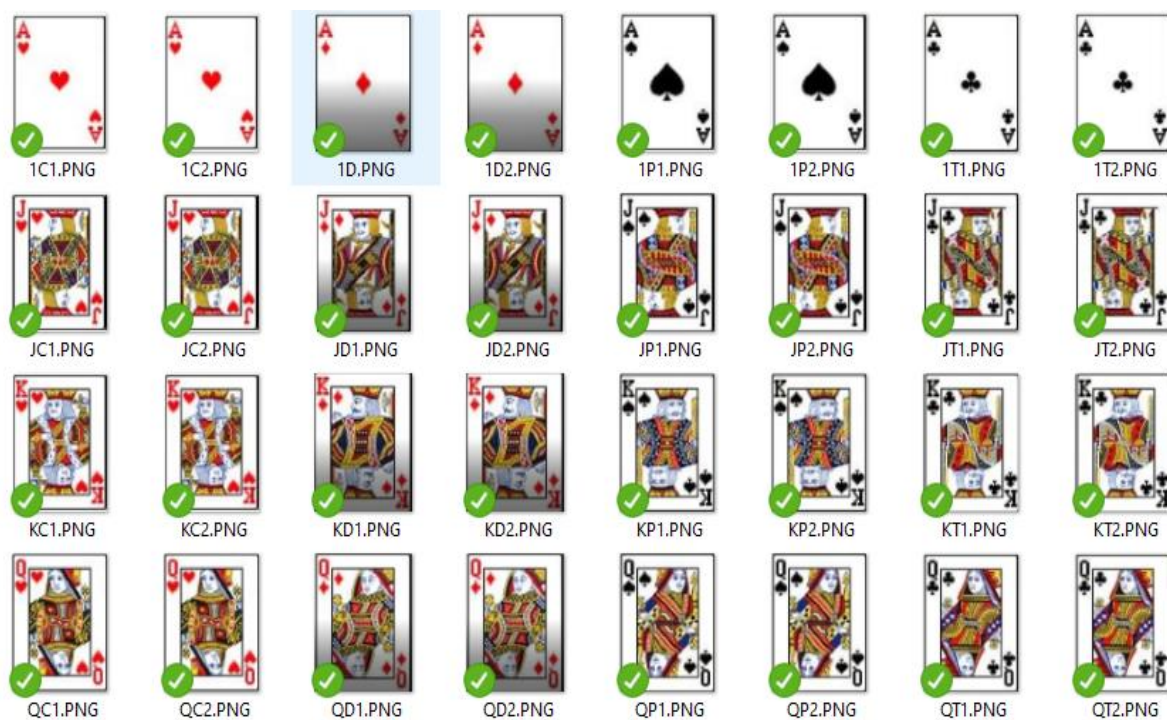 A A A A A A A A
A A A A A A A A
1C1.PNG 1C2.PNG 1D.PNG 1D2.PNG 1P1.PNG 1P2.PNG 1T1.PNG 1T2.PNG
J J J J J J J J
J J J J J J J J
JC1.PNG JC2.PNG JD1.PNG JD2.PNG JP1.PNG JP2.PNG JT1.PNG JT2.PNG
K K K K K K K K
K K K K K K K K
KC1.PNG KC2.PNG KD1.PNG KD2.PNG KP1.PNG KP2.PNG KT1.PNG KT2.PNG
Q Q Q Q Q Q Q Q
Q Q Q Q Q Q Q Q
QC1.PNG QC2.PNG QD1.PNG QD2.PNG QP1.PNG QP2.PNG QT1.PNG QT2.PNG